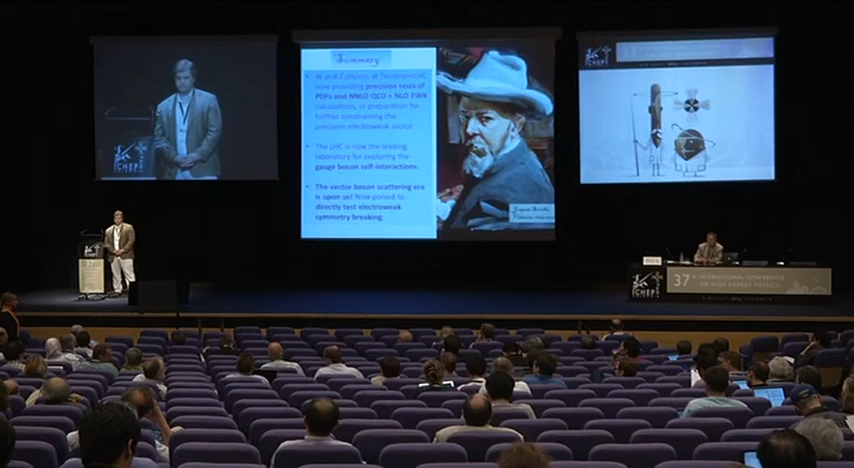 Summary
• W and Z physics at Tevatron+LHC
now providing precision tests of
PDFs and NNLO QCD + NLO EWK
calculations, in preparation for
further constraining the
precision electroweak sector.
• The LHC is now the leading
laboratory for exploring the
gauge boson self-interactions.
• The vector boson scattering era
is upon us! Now poised to
directly test electroweak
symmetry breaking.
ICHEP
37
ICHEP
37th INTERNATIONAL CONFERENCE
ON HIGH ENERGY PHYSICS